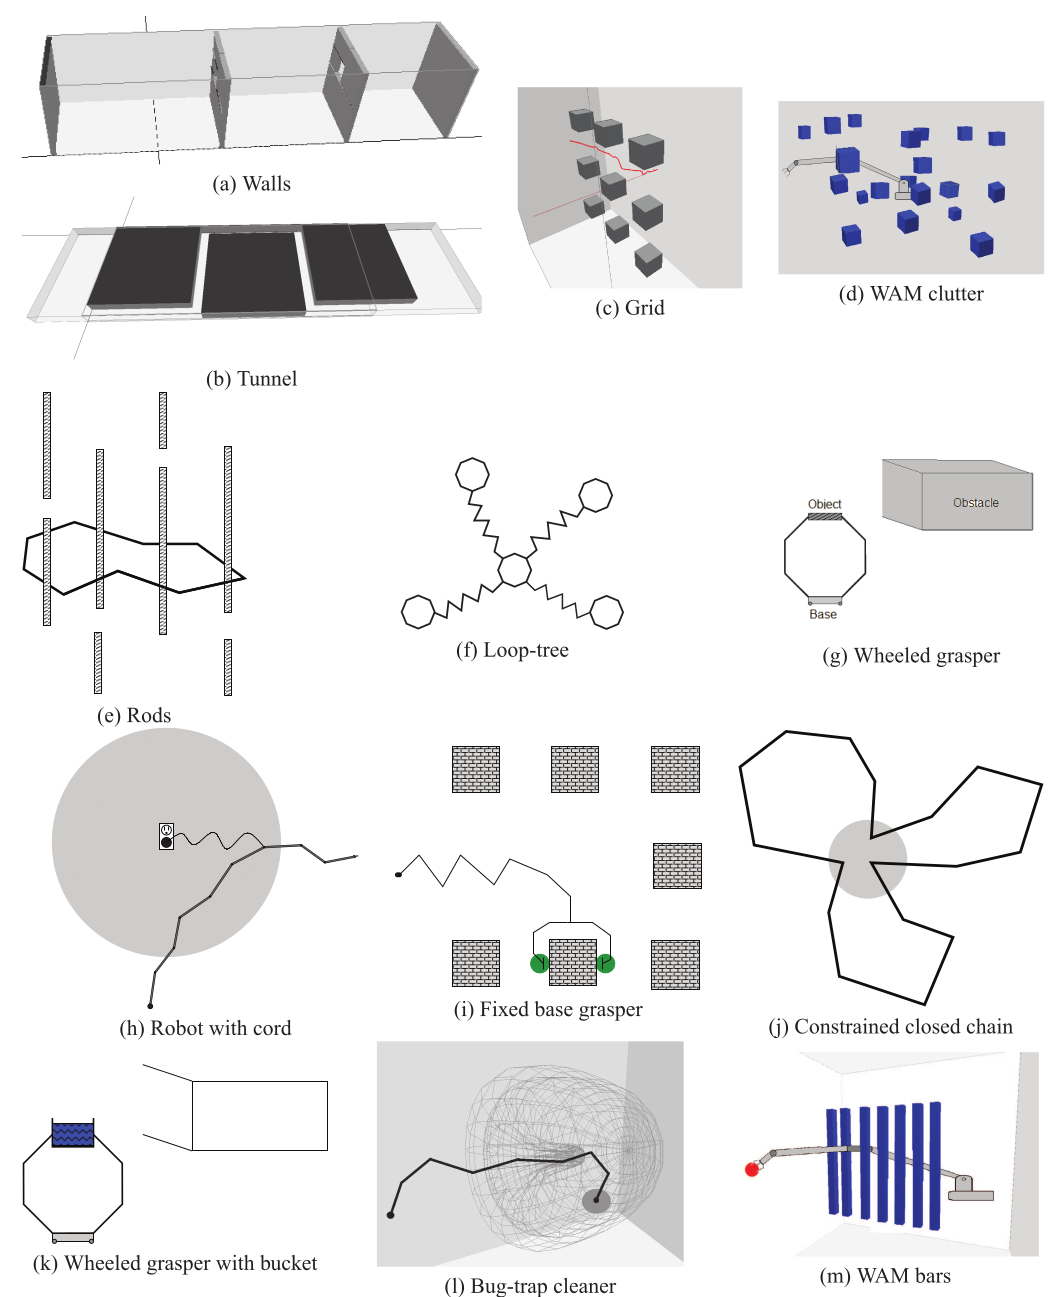 (a) Walls
(b) Tunnel
(c) Grid
(d) WAM clutter
(e) Rods
(f) Loop-tree
Object
Base
Obstacle
(g) Wheeled grasper
(h) Robot with cord
(i) Fixed base grasper
(j) Constrained closed chain
(k) Wheeled grasper with bucket
(l) Bug-trap cleaner
(m) WAM bars